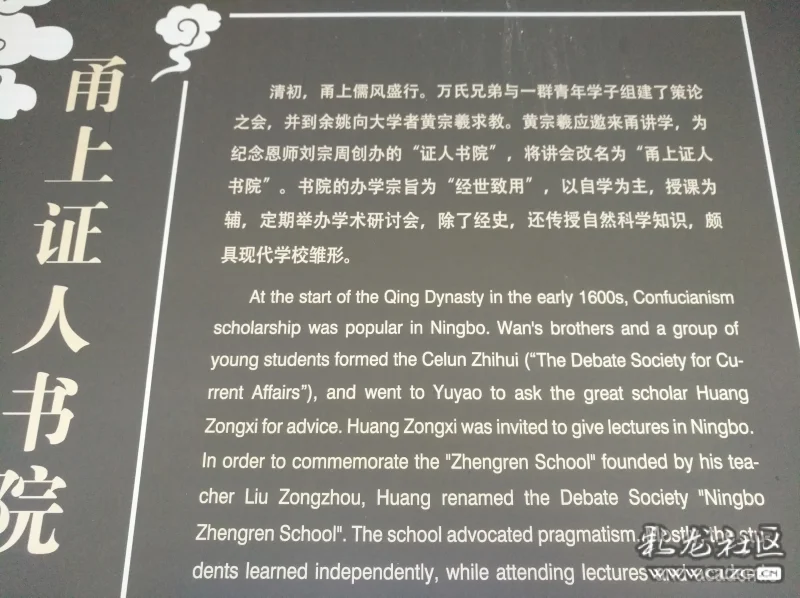 甬上证人书院
清初，甬上儒风盛行。万氏兄弟与一群青年学子组建了策论
之会，并到余姚向大学者黄宗羲求教。黄宗羲应邀来甬讲学，为
纪念恩师刘宗周创办的“证人书院”，将讲会改名为“甬上证人
书院”。书院的办学宗旨为“经世致用”，以自学为主，授课为
辅，定期举办学术研讨会，除了经史，还传授自然科学知识，颇
具现代学校雏形。
At the start of the Qing Dynasty in the early 1600s, Confucianism
scholarship was popular in Ningbo. Wan's brothers and a group of
young students formed the Celun Zhihui (“The Debate Society for Cu-
rrent Affairs”), and went to Yuyao to ask the great scholar Huang
Zongxi for advice. Huang Zongxi was invited to give lectures in Ningbo.
In order to commemorate the "Zhengren School" founded by his tea-
cher Liu Zongzhou, Huang renamed the Debate Society "Ningbo
Zhengren School". The school advocated pragmatism. Mostly, the stu-
dents learned independently, while attending lectures
社区